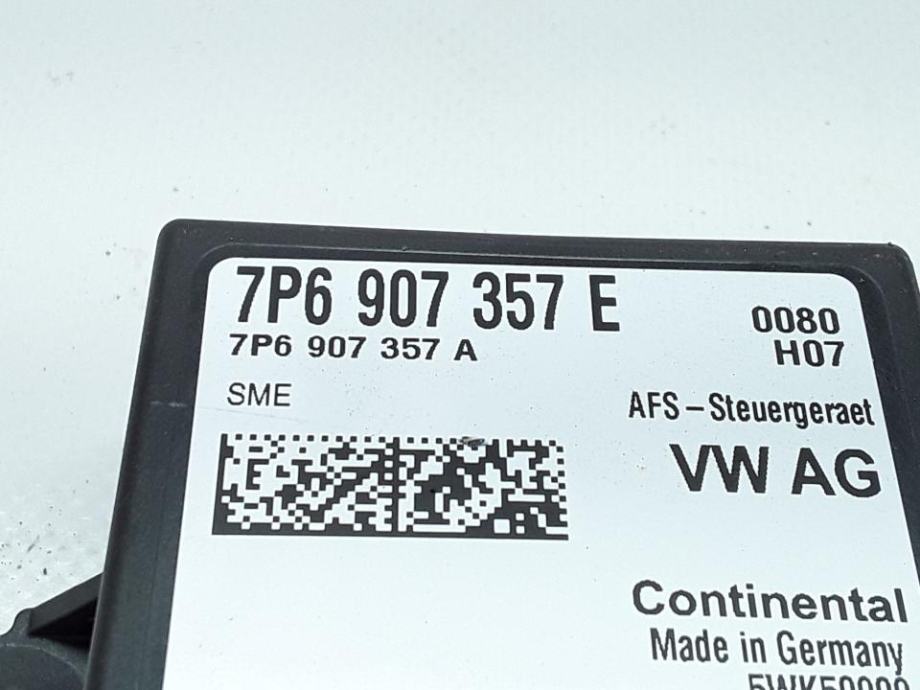 7P6 907 357 E
0080
7P6 907 357 A
H07
SME
AFS-Steuergeraet
VW AG
Continental
Made in Germany